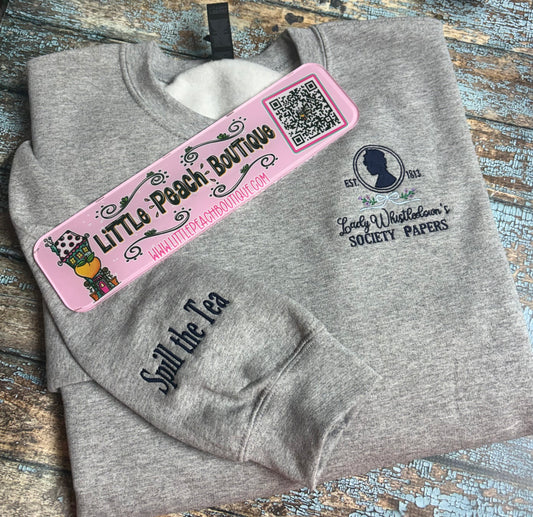 Little Peach Boutique
www.littlepeachboutique.com
EST. 1813
Lady Whistledown's
Society Papers
Spill the Tea